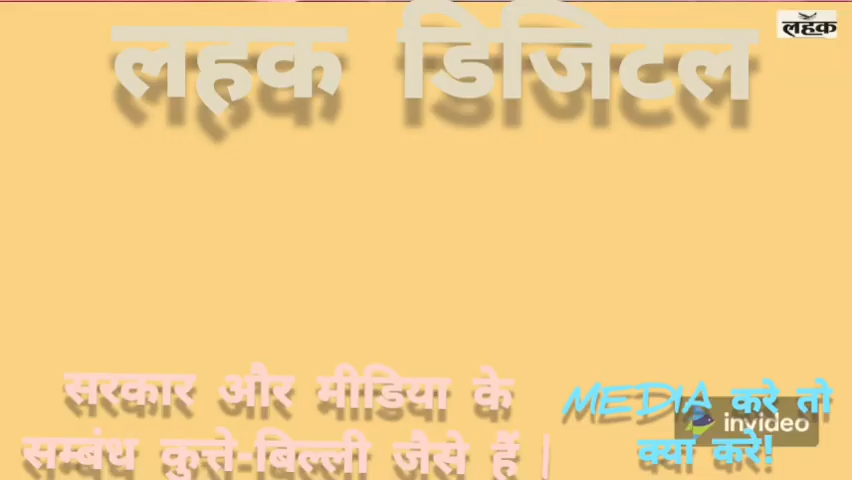 लहक डिजिटल
लहक
सरकार और मीडिया के
सम्बंध कुत्ते-बिल्ली जैसे हैं |
MEDIA करे तो
क्या करे!
invideo